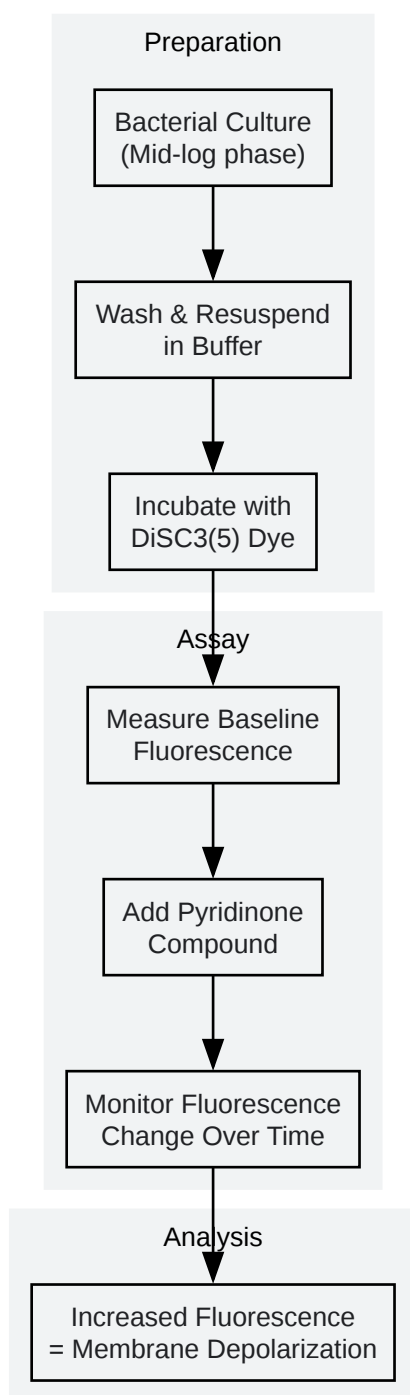 Preparation
Bacterial Culture
(Mid-log phase)
Wash & Resuspend
in Buffer
Incubate with
DiSC3(5) Dye
Assay
Measure Baseline
Fluorescence
Add Pyridinone
Compound
Monitor Fluorescence
Change Over Time
Analysis
Increased Fluorescence
= Membrane Depolarization